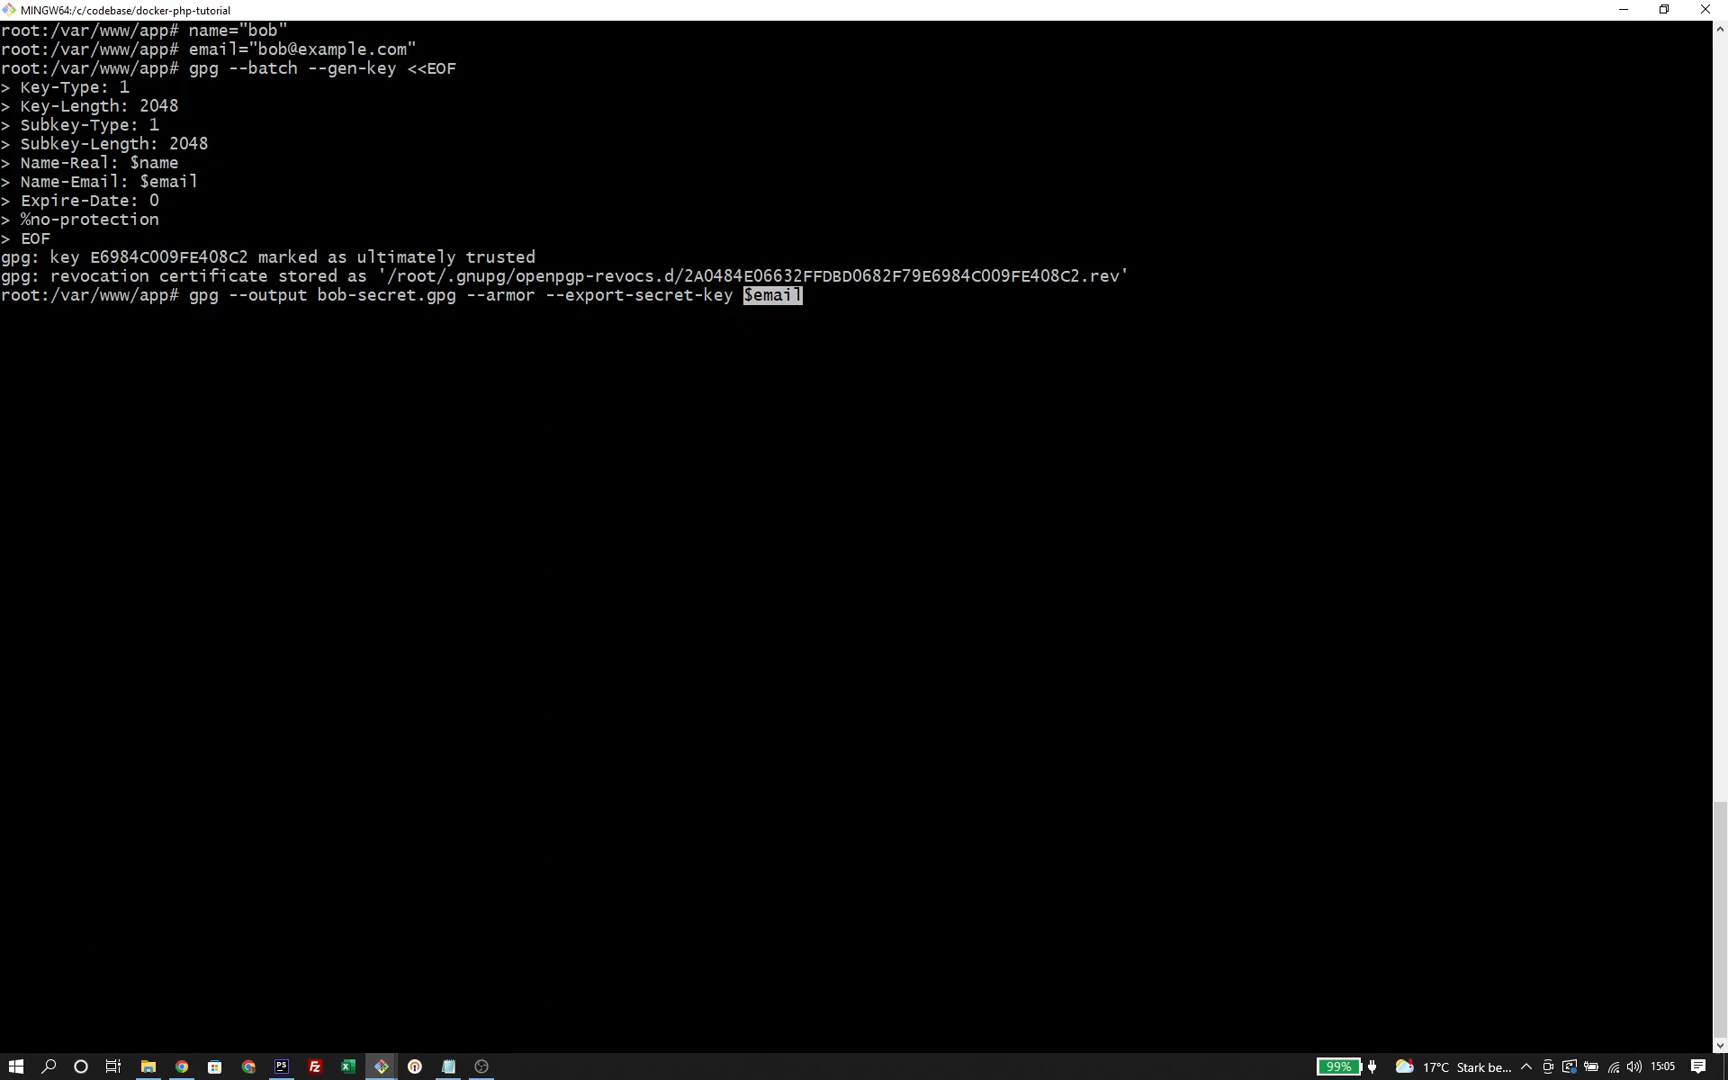 MINGW64:/c/codebase/docker-php-tutorial
root:/var/www/app# name="bob"
root:/var/www/app# email="bob@example.com"
root:/var/www/app# gpg --batch --gen-key <<EOF
> Key-Type: 1
> Key-Length: 2048
> Subkey-Type: 1
> Subkey-Length: 2048
> Name-Real: $name
> Name-Email: $email
> Expire-Date: 0
> %no-protection
> EOF
gpg: key E6984C009FE408C2 marked as ultimately trusted
gpg: revocation certificate stored as '/root/.gnupg/openpgp-revocs.d/2A0484E06632FFDBD0682F79E6984C009FE408C2.rev'
root:/var/www/app# gpg --output bob-secret.gpg --armor --export-secret-key $email
99% 17°C Stark be... 15:05